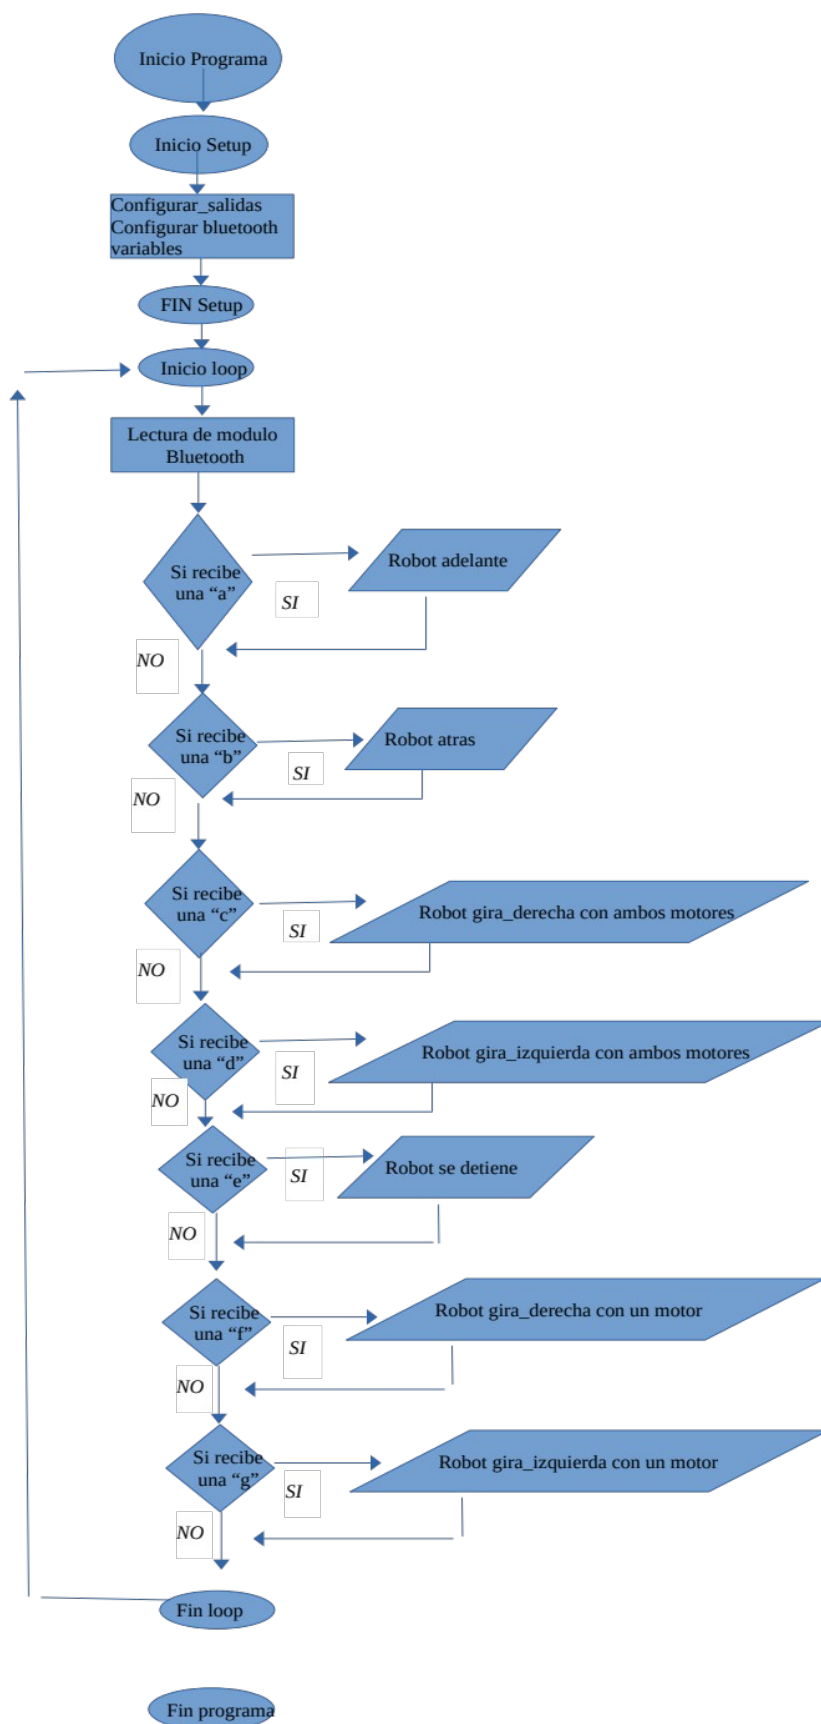 Inicio Programa
Inicio Setup
Configurar_salidas
Configurar bluetooth
variables
FIN Setup
Inicio loop
Lectura de modulo
Bluetooth
Si recibe
una “a”
SI
Robot adelante
NO
Si recibe
una “b”
SI
Robot atras
NO
Si recibe
una “c”
SI
Robot gira_derecha con ambos motores
NO
Si recibe
una “d”
SI
Robot gira_izquierda con ambos motores
NO
Si recibe
una “e”
SI
Robot se detiene
NO
Si recibe
una “f”
SI
Robot gira_derecha con un motor
NO
Si recibe
una “g”
SI
Robot gira_izquierda con un motor
NO
Fin loop
Fin programa